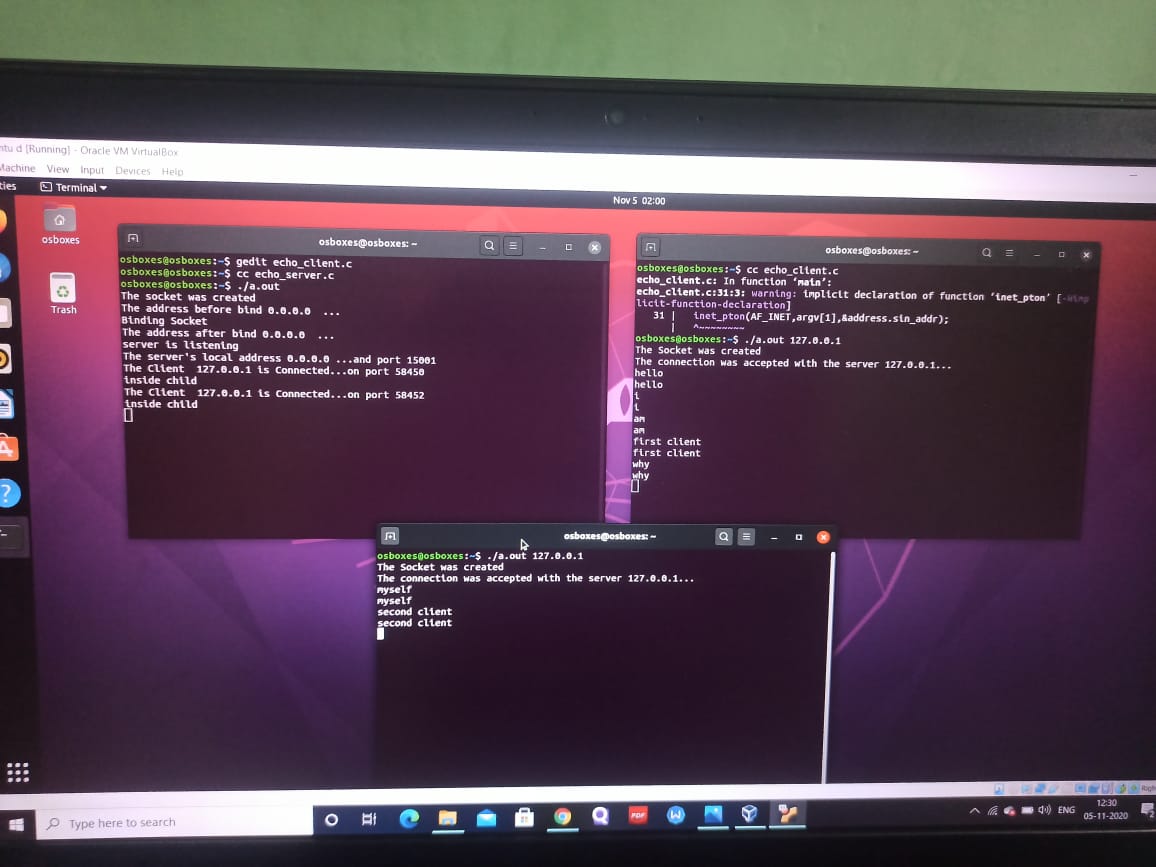 ntu d [Running] - Oracle VM VirtualBox
Machine View Input Devices Help
ties Terminal
Nov 5 02:00
osboxes
Trash
osboxes@osboxes: ~
osboxes@osboxes:~$ gedit echo_client.c
osboxes@osboxes:~$ cc echo_server.c
osboxes@osboxes:~$ ./a.out
The socket was created
The address before bind 0.0.0.0 ...
Binding Socket
The address after bind 0.0.0.0 ...
server is listening
The server's local address 0.0.0.0 ...and port 15001
The Client 127.0.0.1 is Connected...on port 58450
inside child
The Client 127.0.0.1 is Connected...on port 58452
inside child
osboxes@osboxes: ~
osboxes@osboxes:~$ cc echo_client.c
echo_client.c: In function ‘main’:
echo_client.c:31:3: warning: implicit declaration of function ‘inet_pton’ [-Wimp
licit-function-declaration]
31 | inet_pton(AF_INET,argv[1],&address.sin_addr);
| ^~~~~~~~~
osboxes@osboxes:~$ ./a.out 127.0.0.1
The Socket was created
The connection was accepted with the server 127.0.0.1...
hello
hello
i
i
am
am
first client
first client
why
why
osboxes@osboxes: ~
osboxes@osboxes:~$ ./a.out 127.0.0.1
The Socket was created
The connection was accepted with the server 127.0.0.1...
myself
myself
second client
second client
Type here to search
PDF
W
ENG
12:30
05-11-2020